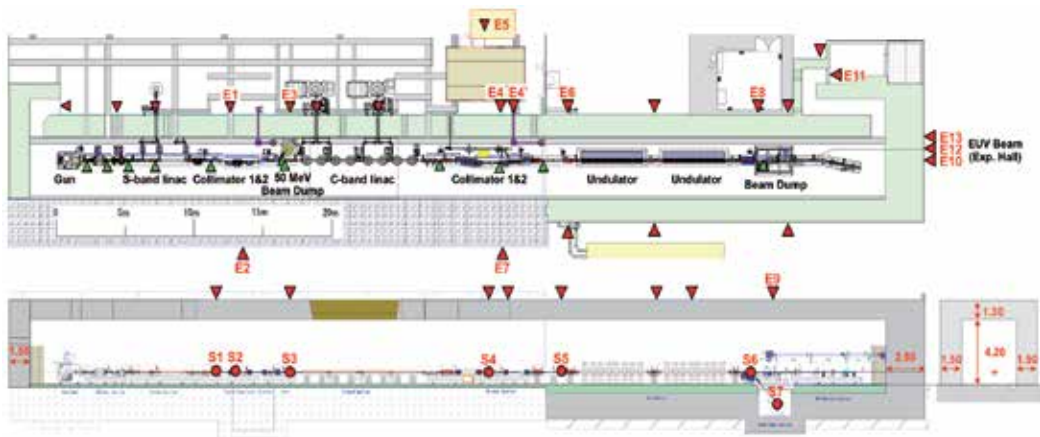 E5
E11
E1
E3
E4
E4'
E6
E8
E13
E12
E10
EUV Beam
(Exp. Hall)
Gun
S-band linac
Collimator 1&2
50 MeV
Beam Dump
C-band linac
Collimator 1&2
Undulator
Undulator
Beam Dump
0
5m
10m
11m
20m
E2
E7
E9
S1
S2
S3
S4
S5
S6
S7
1.50
2.50
1.50
4.20
1.50